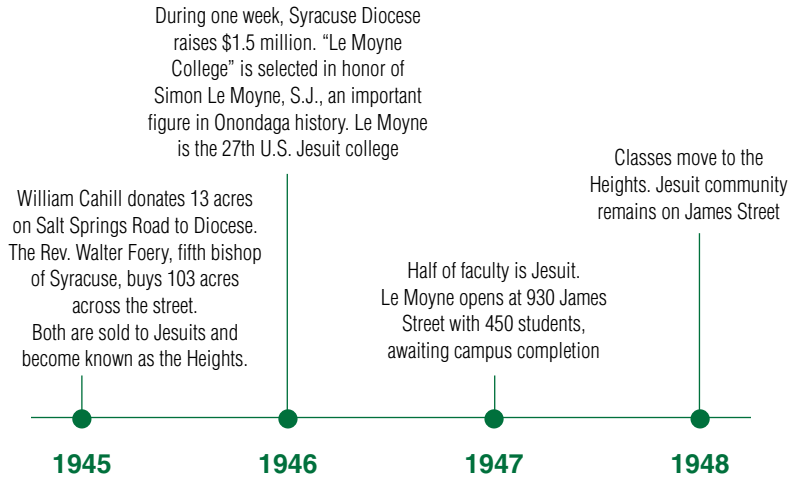 During one week, Syracuse Diocese
raises $1.5 million. “Le Moyne
College” is selected in honor of
Simon Le Moyne, S.J., an important
figure in Onondaga history. Le Moyne
is the 27th U.S. Jesuit college
Classes move to the
Heights. Jesuit community
remains on James Street
William Cahill donates 13 acres
on Salt Springs Road to Diocese.
The Rev. Walter Foery, fifth bishop
of Syracuse, buys 103 acres
across the street.
Both are sold to Jesuits and
become known as the Heights.
Half of faculty is Jesuit.
Le Moyne opens at 930 James
Street with 450 students,
awaiting campus completion
1945
1946
1947
1948